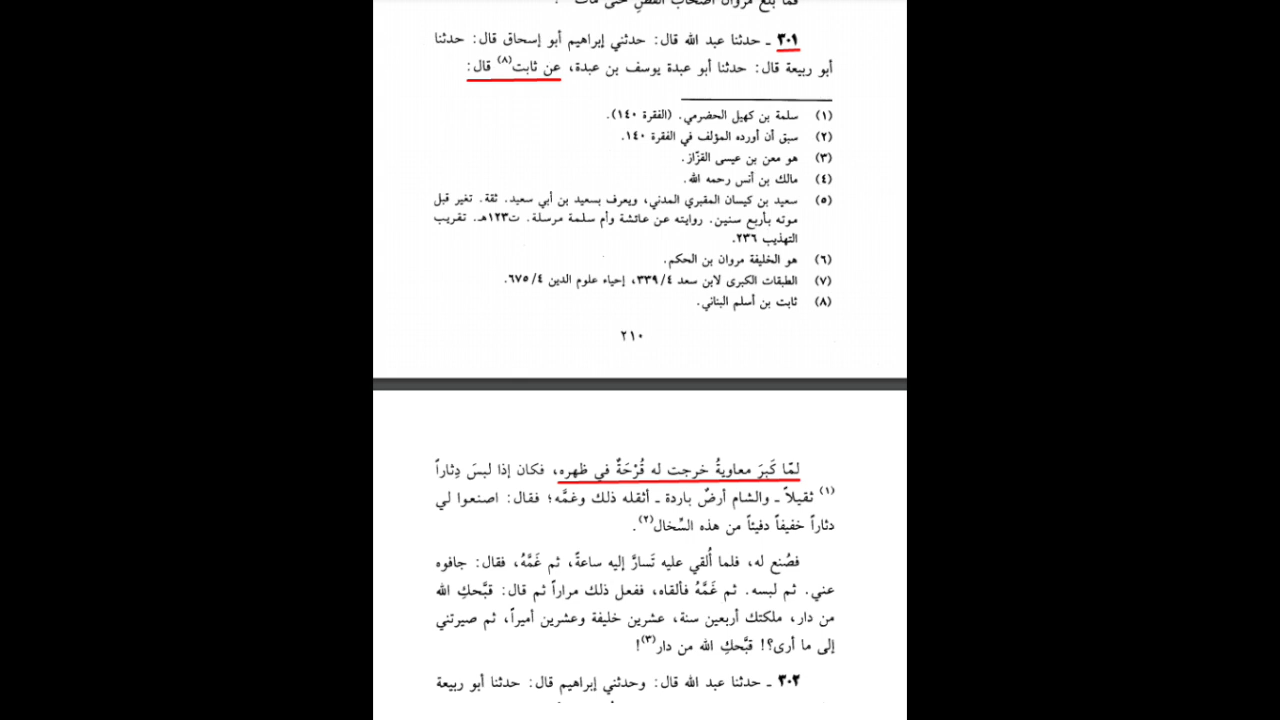 فما بلغ مروان أصحاب القطن حتى مات
٣٠١ ـ حدثنا عبد الله قال: حدثني إبراهيم أبو إسحاق قال: حدثنا
أبو ربيعة قال: حدثنا أبو عبدة يوسف بن عبدة، عن ثابت(٨) قال:
(١) سلمة بن كهيل الحضرمي. (الفقرة ١٤٠).
(٢) سبق أن أورده المؤلف في الفقرة ١٤٠.
(٣) هو معن بن عيسى القزّاز.
(٤) مالك بن أنس رحمه الله.
(٥) سعيد بن كيسان المقبري المدني، ويعرف بسعيد بن أبي سعيد. ثقة. تغير قبل
موته بأربع سنين. روايته عن عائشة وأم سلمة مرسلة. ت١٢٣هـ. تقريب
التهذيب ٢٣٦.
(٦) هو الخليفة مروان بن الحكم.
(٧) الطبقات الكبرى لابن سعد ٣٣٩/٤، إحياء علوم الدين ٦٧٥/٤.
(٨) ثابت بن أسلم البناني.
٢١٠
لمّا كَبرَ معاويةُ خرجت له قُرْحَةٌ في ظهره، فكان إذا لبسَ دِثاراً
(١) ثقيلاً ـ والشام أرضٌ باردة ـ أثقله ذلك وغمَّه؛ فقال: اصنعوا لي
دثاراً خفيفاً دفيئاً من هذه السِّخال(٢).
فصُنع له، فلما أُلقي عليه تَسارَّ إليه ساعةً، ثم غَمَّهُ، فقال: جافوه
عني. ثم لبسه. ثم غَمَّهُ فألقاه، ففعل ذلك مراراً ثم قال: قبَّحكِ الله
من دار، ملكتك أربعين سنة، عشرين خليفة وعشرين أميراً، ثم صيرتني
إلى ما أرى؟! قبَّحكِ الله من دار(٣)!
٣٠٢ ـ حدثنا عبد الله قال: وحدثني إبراهيم قال: حدثنا أبو ربيعة